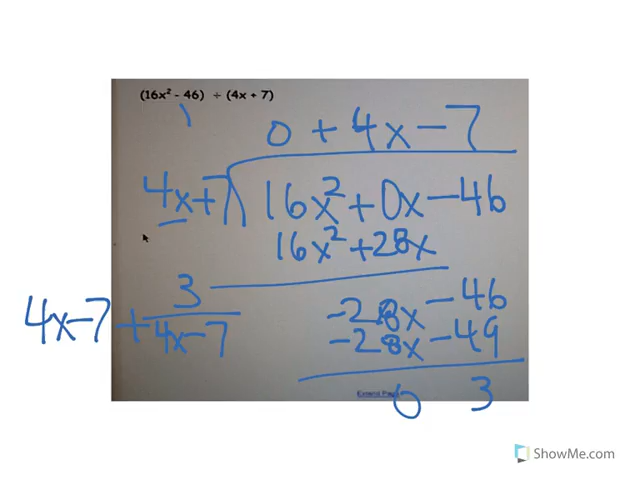 (16x² - 46) ÷ (4x + 7)
0 + 4x - 7
4x+7 16x² + 0x - 46
16x² + 28x
-28x - 46
-28x - 49
0 3
4x-7 + 3/4x-7
ShowMe.com